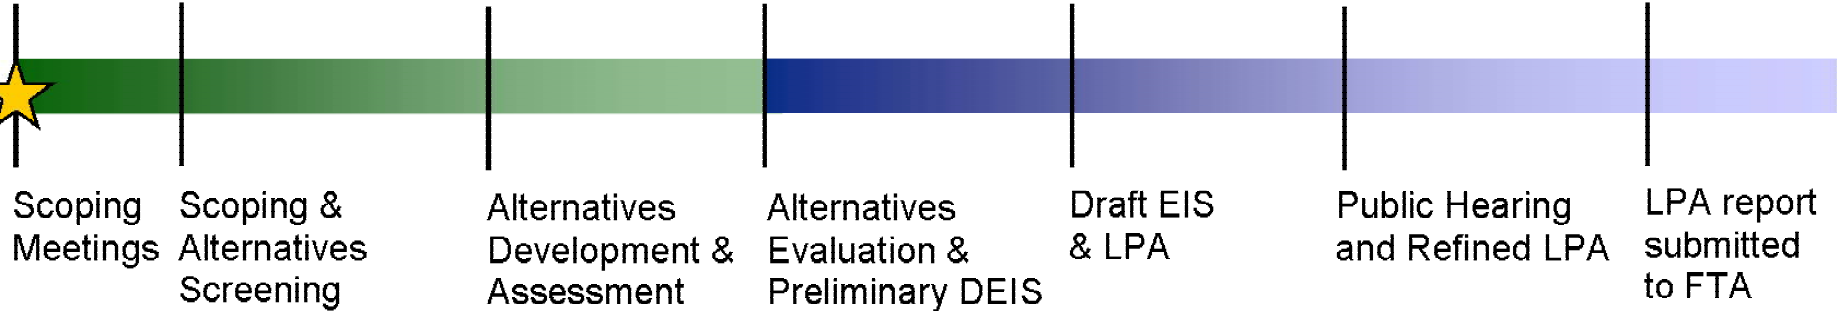 Scoping
Meetings
Scoping &
Alternatives
Screening
Alternatives
Development &
Assessment
Alternatives
Evaluation &
Preliminary DEIS
Draft EIS
& LPA
Public Hearing
and Refined LPA
LPA report
submitted
to FTA